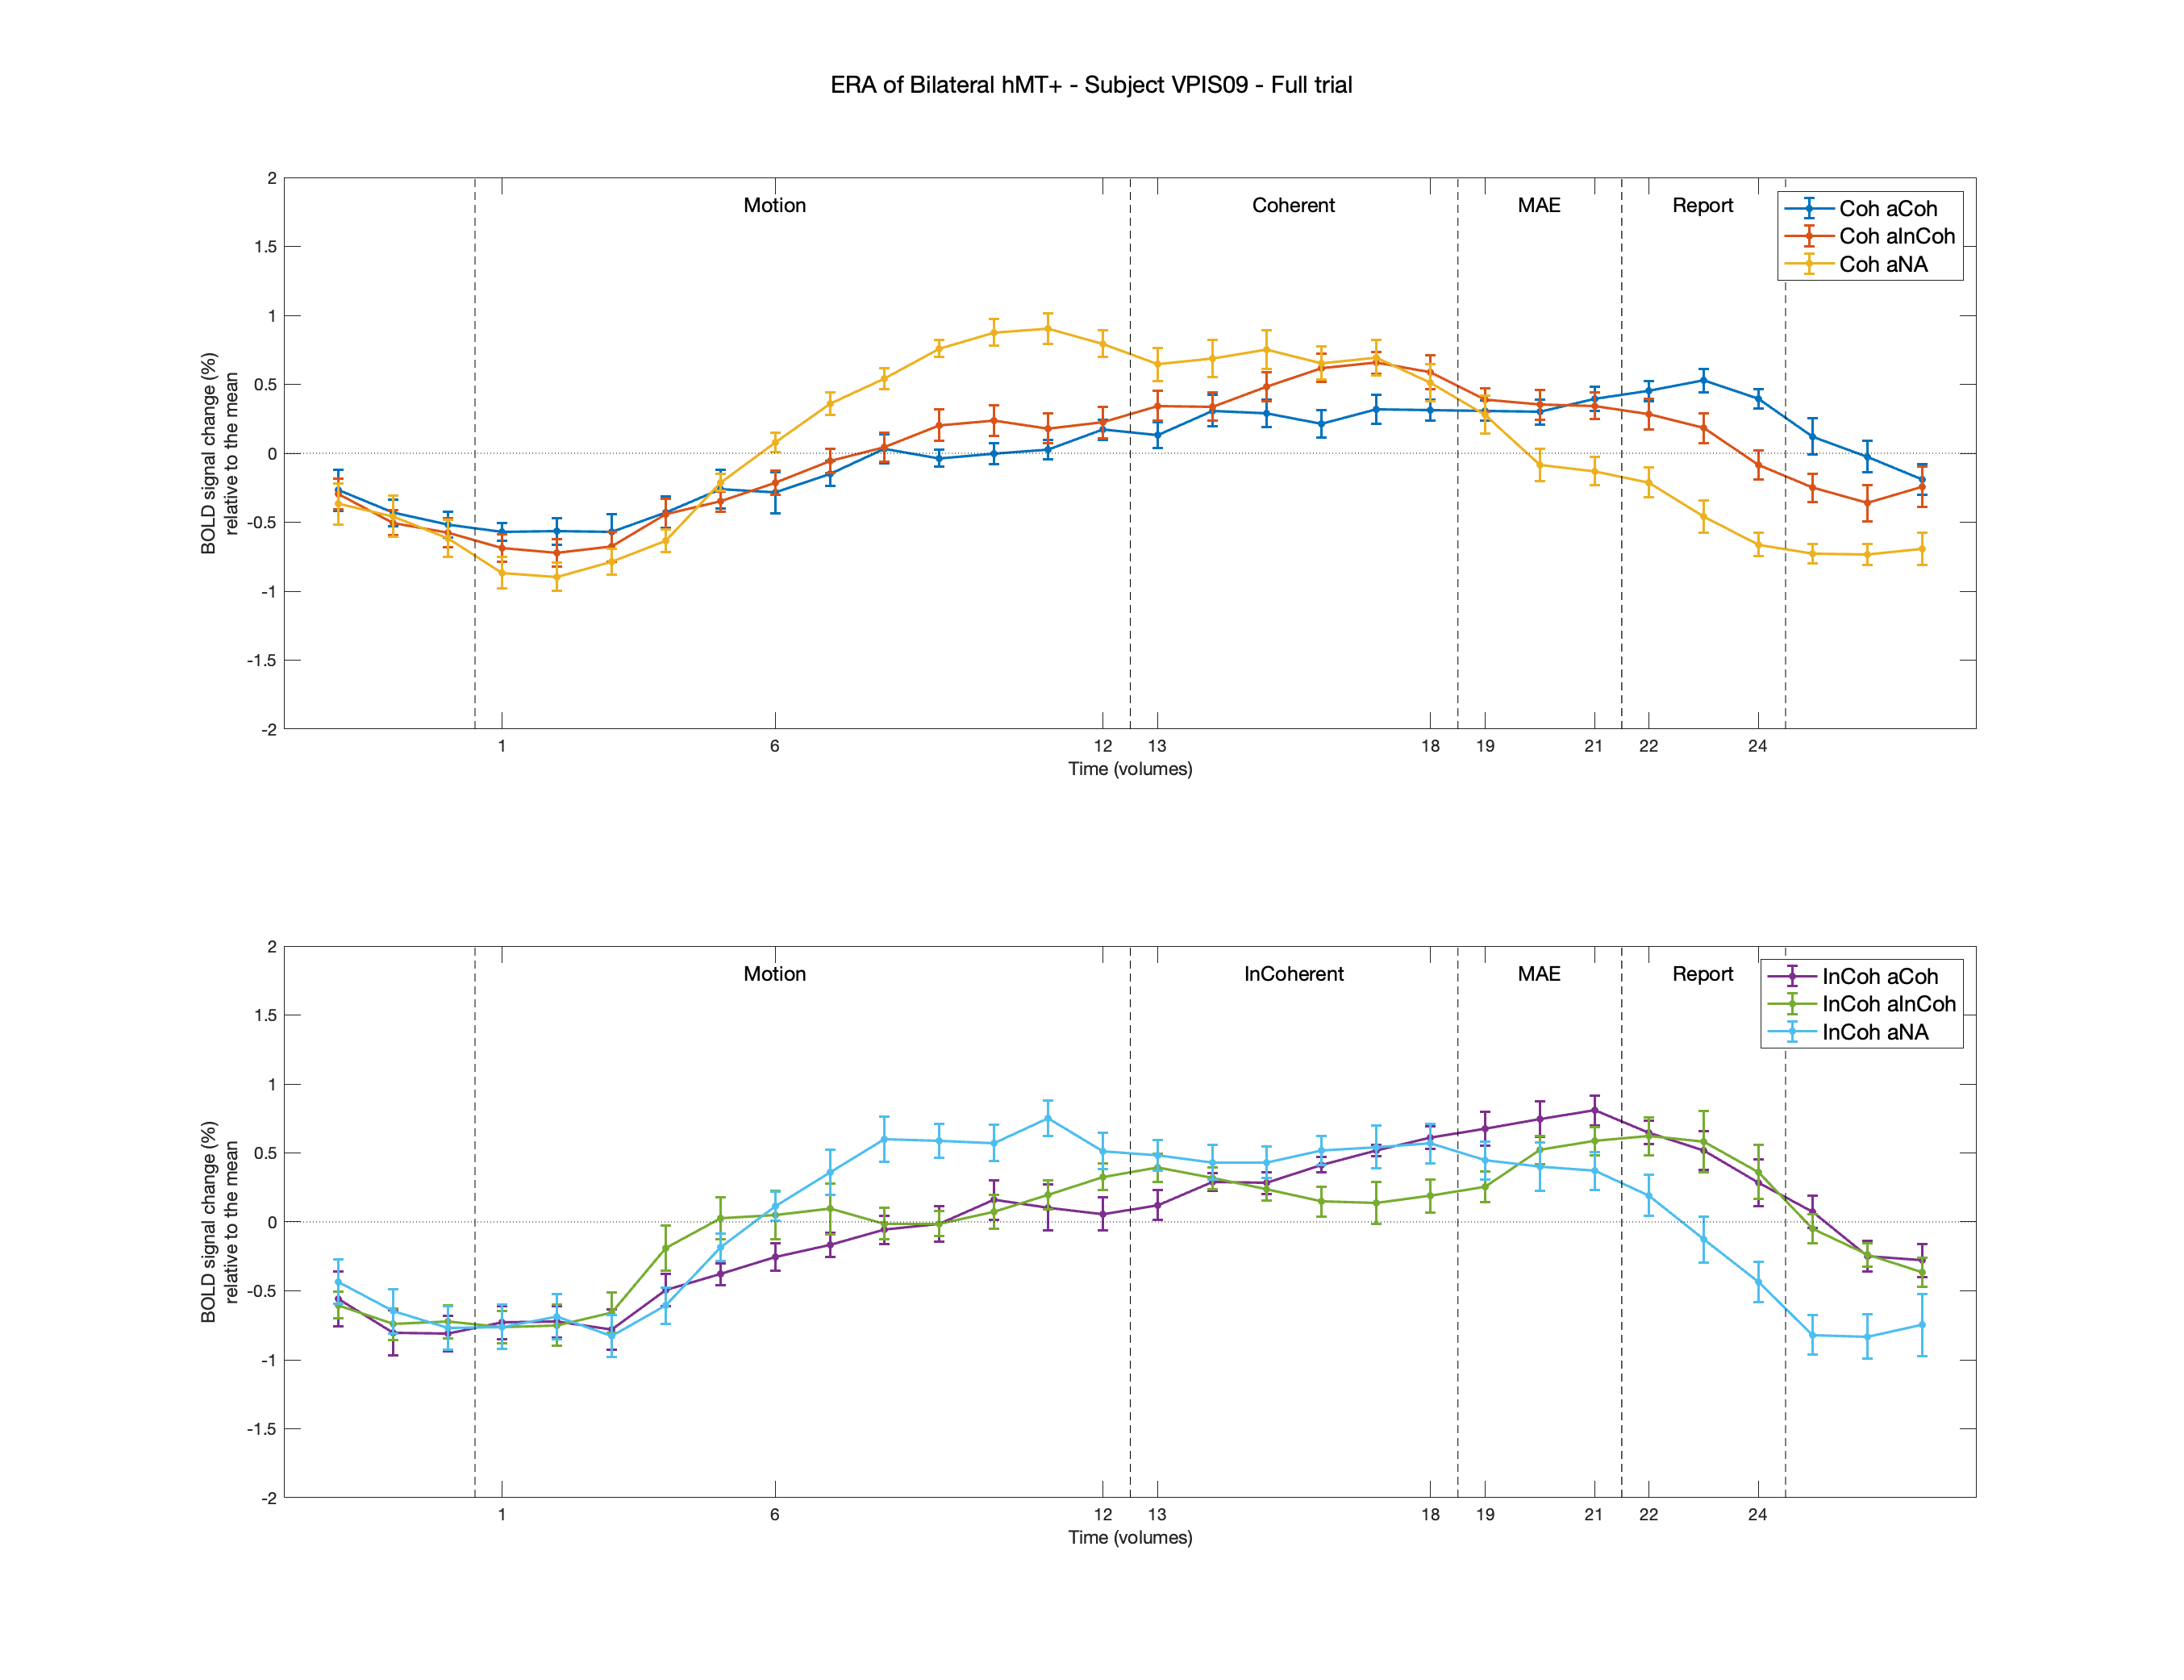 ERA of Bilateral hMT+ - Subject VPIS09 - Full trial
Motion
Coherent
MAE
Report
Coh aCoh
Coh aInCoh
Coh aNA
2
1.5
1
0.5
0
-0.5
-1
-1.5
-2
BOLD signal change (%)
relative to the mean
1
6
12
13
18
19
21
22
24
Time (volumes)
Motion
InCoherent
MAE
Report
InCoh aCoh
InCoh aInCoh
InCoh aNA
2
1.5
1
0.5
0
-0.5
-1
-1.5
-2
BOLD signal change (%)
relative to the mean
1
6
12
13
18
19
21
22
24
Time (volumes)